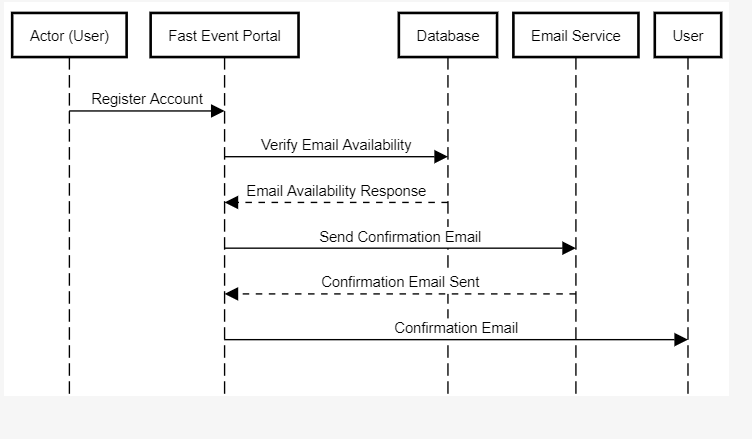 Actor (User)
Fast Event Portal
Database
Email Service
User
Register Account
Verify Email Availability
Email Availability Response
Send Confirmation Email
Confirmation Email Sent
Confirmation Email